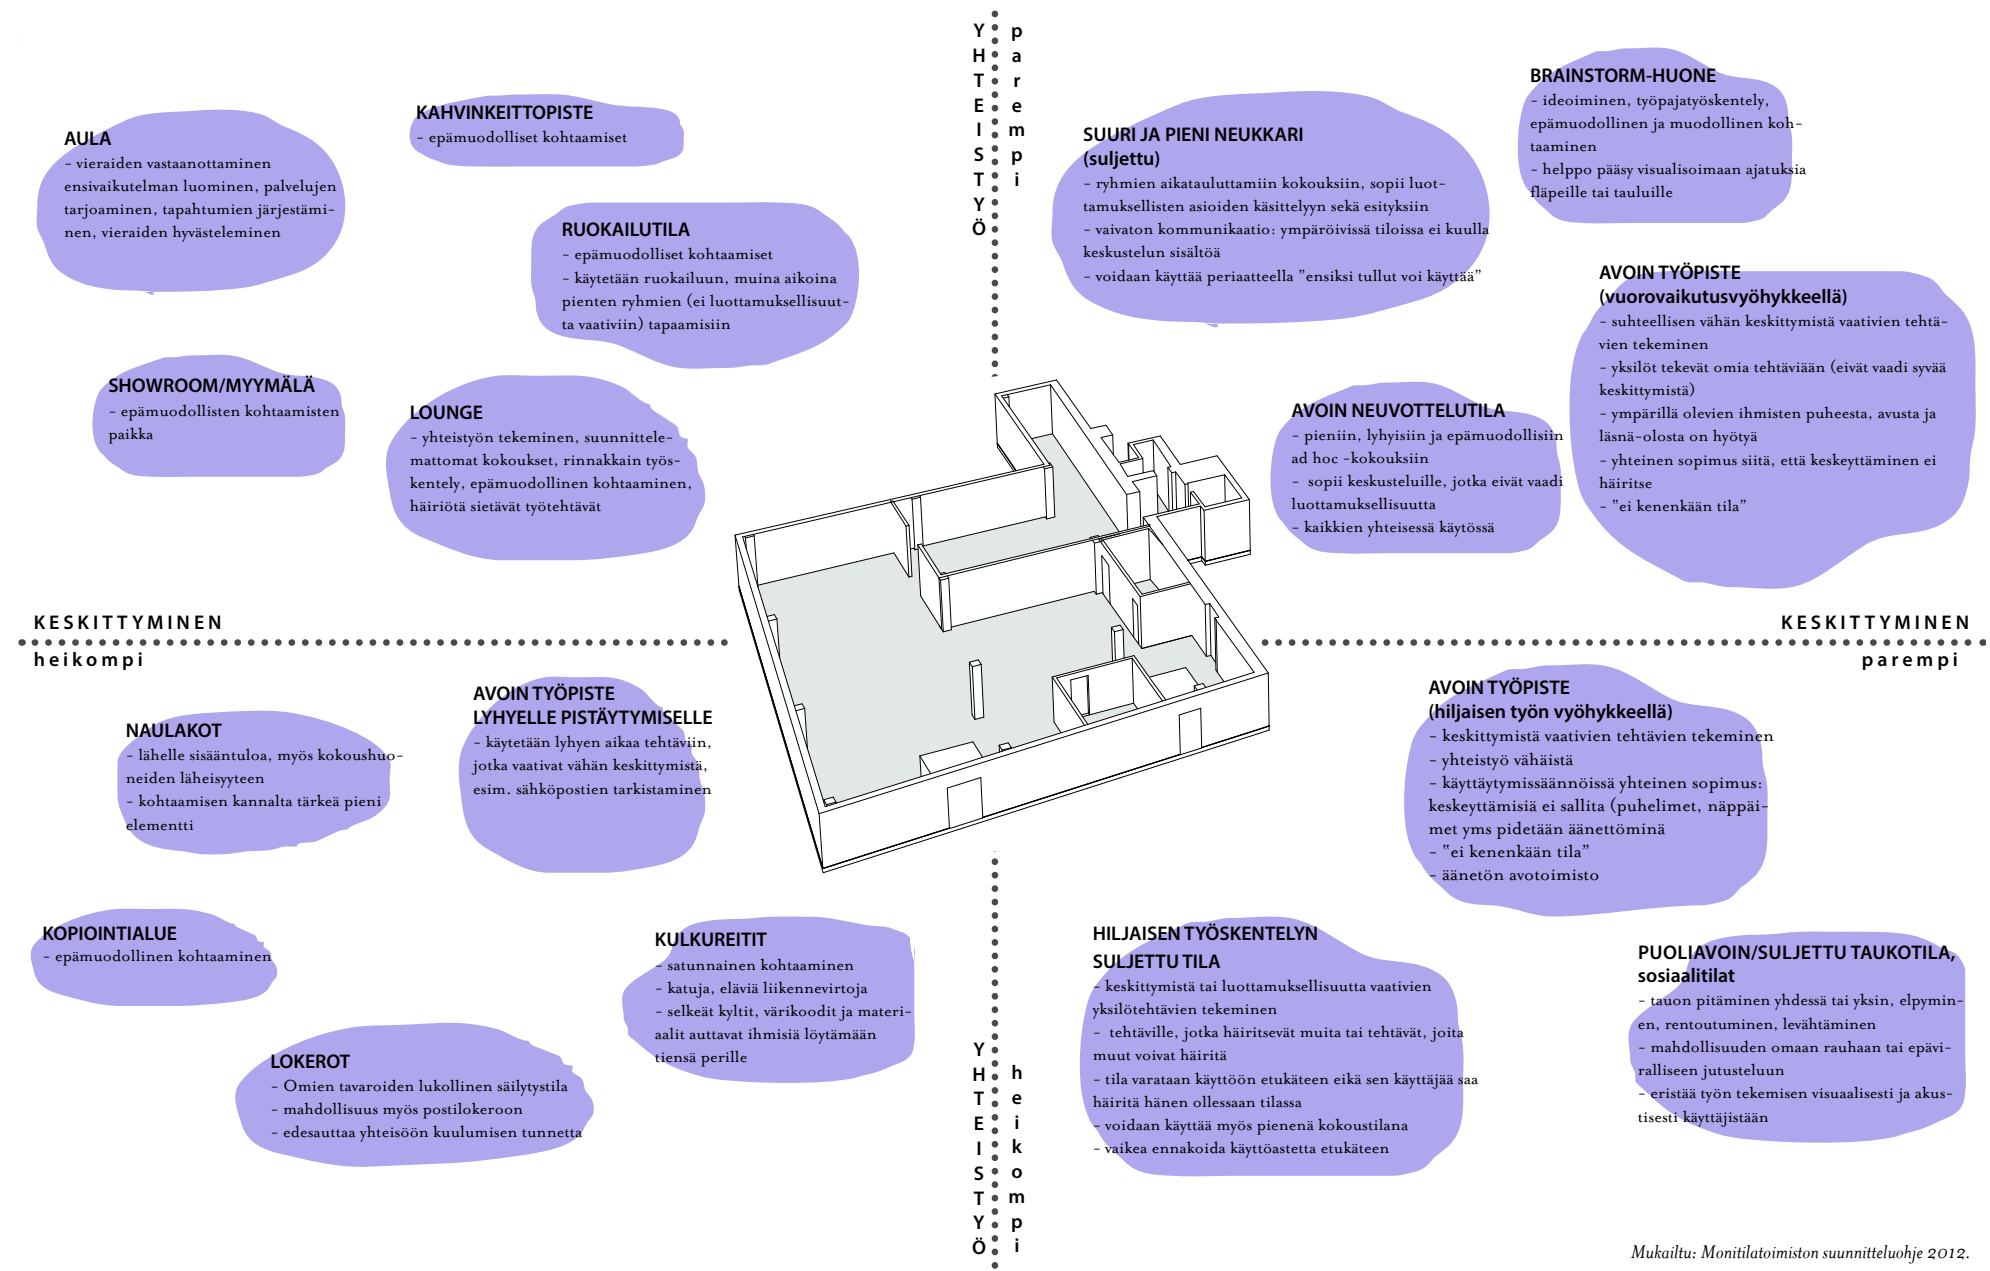 YHTEISTYÖ
parempi
AULA
- vieraiden vastaanottaminen
ensivaikutelman luominen, palvelujen
tarjoaminen, tapahtumien järjestämi-
nen, vieraiden hyvästeleminen
KAHVINKEITTOPISTE
- epämuodolliset kohtaamiset
RUOKAILUTILA
- epämuodolliset kohtaamiset
- käytetään ruokailuun, muina aikoina
pienten ryhmien (ei luottamuksellisuut-
ta vaativiin) tapaamisiin
SHOWROOM/MYYMÄLÄ
- epämuodollisten kohtaamisten
paikka
LOUNGE
- yhteistyön tekeminen, suunnittele-
mattomat kokoukset, rinnakkain työs-
kentely, epämuodollinen kohtaaminen,
häiriötä sietävät työtehtävät
SUURI JA PIENI NEUKKARI
(suljettu)
- ryhmien aikatauluttamiin kokouksiin, sopii luot-
tamuksellisten asioiden käsittelyyn sekä esityksiin
- vaivaton kommunikaatio: ympäröivissä tiloissa ei kuulla
keskustelun sisältöä
- voidaan käyttää periaatteella ”ensiksi tullut voi käyttää”
BRAINSTORM-HUONE
- ideoiminen, työpajatyöskentely,
epämuodollinen ja muodollinen koh-
taaminen
- helppo pääsy visualisoimaan ajatuksia
fläpeille tai tauluille
AVOIN TYÖPISTE
(vuorovaikutusvyöhykkeellä)
- suhteellisen vähän keskittymistä vaativien tehtä-
vien tekeminen
- yksilöt tekevät omia tehtäviään (eivät vaadi syvää
keskittymistä)
- ympärillä olevien ihmisten puheesta, avusta ja
läsnä-olosta on hyötyä
- yhteinen sopimus siitä, että keskeyttäminen ei
häiritse
- "ei kenenkään tila”
AVOIN NEUVOTTELUTILA
- pieniin, lyhyisiin ja epämuodollisiin
ad hoc -kokouksiin
- sopii keskusteluille, jotka eivät vaadi
luottamuksellisuutta
- kaikkien yhteisessä käytössä
KESKITTYMINEN
heikompi
KESKITTYMINEN
parempi
NAULAKOT
- lähelle sisääntuloa, myös kokoushuo-
neiden läheisyyteen
- kohtaamisen kannalta tärkeä pieni
elementti
AVOIN TYÖPISTE
LYHYELLE PISTÄYTYMISELLE
- käytetään lyhyen aikaa tehtäviin,
jotka vaativat vähän keskittymistä,
esim. sähköpostien tarkistaminen
KOPIOINTIALUE
- epämuodollinen kohtaaminen
KULKUREITIT
- satunnainen kohtaaminen
- katuja, eläviä liikennevirtoja
- selkeät kyltit, värikoodit ja materi-
aalit auttavat ihmisiä löytämään
tiensä perille
LOKEROT
- Omien tavaroiden lukollinen säilytystila
- mahdollisuus myös postilokeroon
- edesauttaa yhteisöön kuulumisen tunnetta
AVOIN TYÖPISTE
(hiljaisen työn vyöhykkeellä)
- keskittymistä vaativien tehtävien tekeminen
- yhteistyö vähäistä
- käyttäytymissäännöissä yhteinen sopimus:
keskeyttämisiä ei sallita (puhelimet, näppäi-
met yms pidetään äänettöminä
- "ei kenenkään tila”
- äänetön avotoimisto
HILJAISEN TYÖSKENTELYN
SULJETTU TILA
- keskittymistä tai luottamuksellisuutta vaativien
yksilötehtävien tekeminen
- tehtäville, jotka häiritsevät muita tai tehtävät, joita
muut voivat häiritä
- tila varataan käyttöön etukäteen eikä sen käyttäjää saa
häiritä hänen ollessaan tilassa
- voidaan käyttää myös pienenä kokoustilana
- vaikea ennakoida käyttöastetta etukäteen
PUOLIAVOIN/SULJETTU TAUKOTILA,
sosiaalitilat
- tauon pitäminen yhdessä tai yksin, elpymin-
en, rentoutuminen, levähtäminen
- mahdollisuuden omaan rauhaan tai epävi-
ralliseen jutusteluun
- eristää työn tekemisen visuaalisesti ja akus-
tisesti käyttäjistään
YHTEISTYÖ
heikompi
Mukailtu: Monitilatoimiston suunnitteluohje 2012.